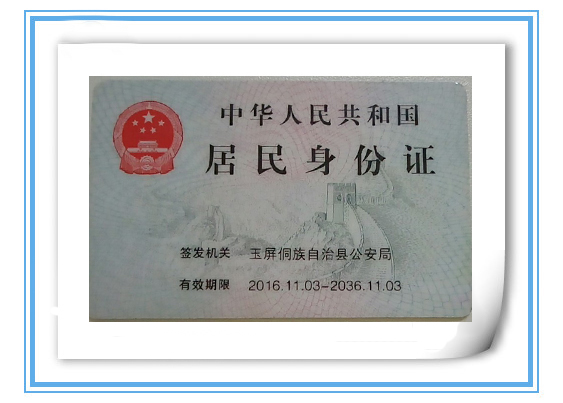 中华人民共和国
居民身份证
签发机关 玉屏侗族自治县公安局
有效期限 2016.11.03-2036.11.03